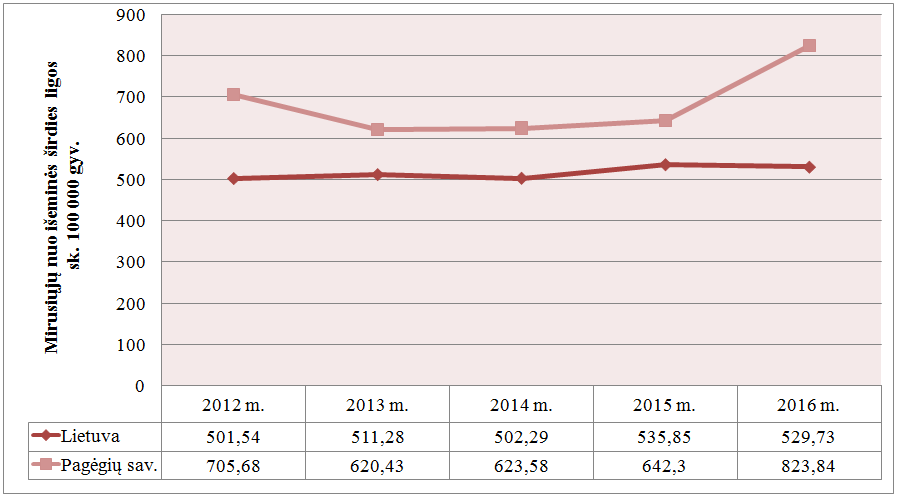 900
800
700
600
500
400
300
200
100
0
Mirusiųjų nuo išeminės širdies ligos
sk. 100 000 gyv.
2012 m. 2013 m. 2014 m. 2015 m. 2016 m.
Lietuva 501,54 511,28 502,29 535,85 529,73
Pagėgių sav. 705,68 620,43 623,58 642,3 823,84